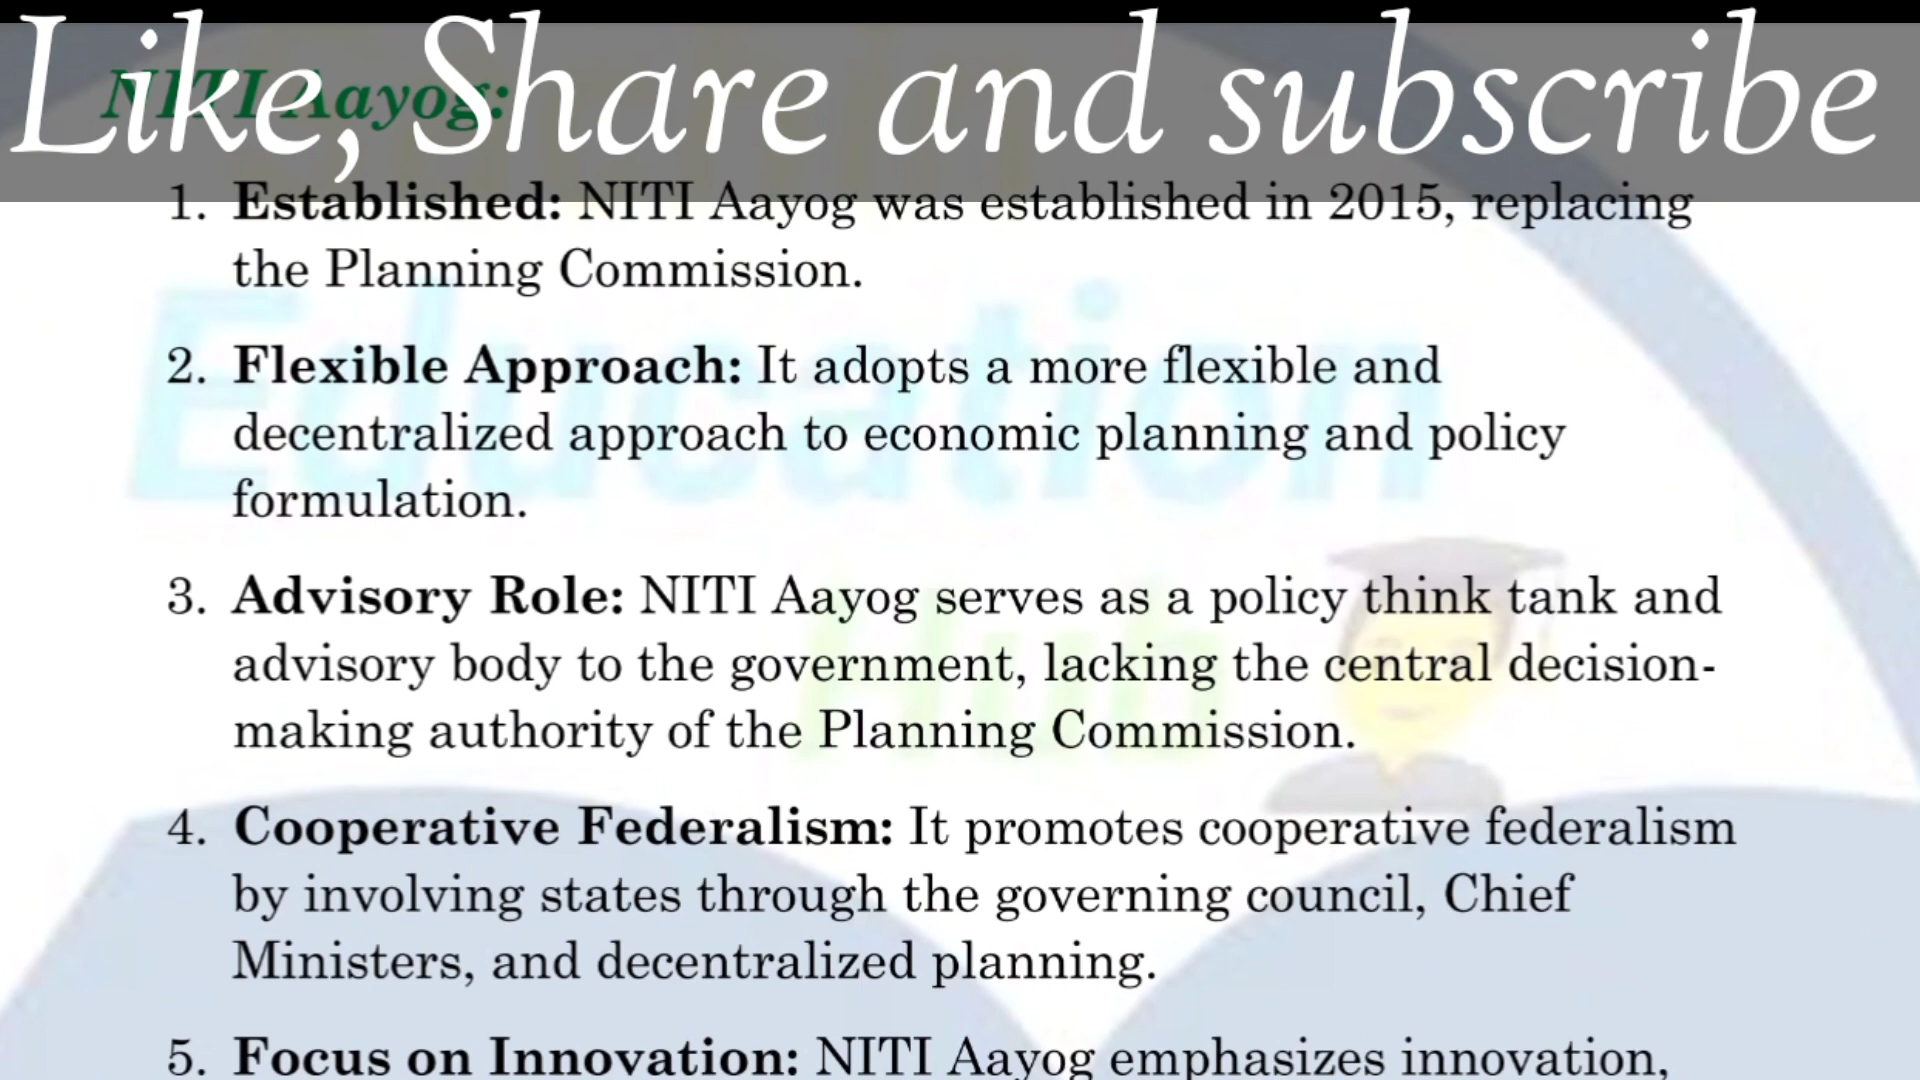 Like, Share and subscribe
NITI Aayog:
1. Established: NITI Aayog was established in 2015, replacing
the Planning Commission.
2. Flexible Approach: It adopts a more flexible and
decentralized approach to economic planning and policy
formulation.
3. Advisory Role: NITI Aayog serves as a policy think tank and
advisory body to the government, lacking the central decision-
making authority of the Planning Commission.
4. Cooperative Federalism: It promotes cooperative federalism
by involving states through the governing council, Chief
Ministers, and decentralized planning.
5. Focus on Innovation: NITI Aayog emphasizes innovation,
Education
Hub